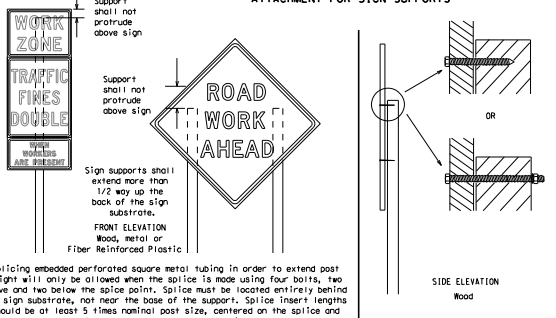 ATTACHMENT FOR SIGN SUPPORTS
Support
shall not
protrude
above sign
WORK
ZONE
TRAFFIC
FINES
DOUBLE
WHEN
WORKERS
ARE PRESENT
Support
shall not
protrude
above sign
ROAD
WORK
AHEAD
Sign supports shall
extend more than
1/2 way up the
back of the sign
substrate.
FRONT ELEVATION
Wood, metal or
Fiber Reinforced Plastic
OR
SIDE ELEVATION
Wood
embedded perforated square metal tubing in order to extend post
will only be allowed when the splice is made using four bolts, two
and two below the spice point. Splice must be located entirely behind
sign substrate, not near the base of the support. Splice insert lengths
be at least 5 times nominal post size, centered on the splice and